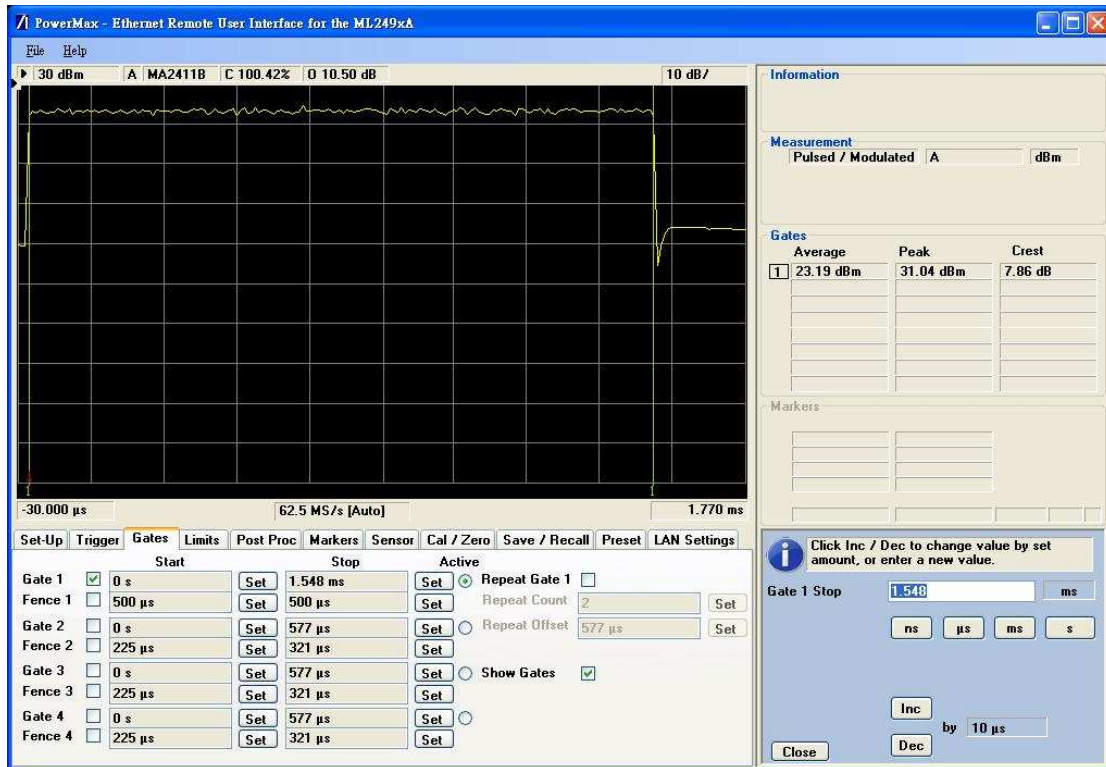 PowerMax - Ethernet Remote User Interface for the ML249xA
File Help
30 dBm A MA2411B C 100.42% O 10.50 dB 10 dB/
1 1
-30.000 µs 62.5 MS/s [Auto] 1.770 ms
Set-Up Trigger Gates Limits Post Proc Markers Sensor Cal / Zero Save / Recall Preset LAN Settings
Start Stop Active
Gate 1 0 s Set 1.548 ms Set Repeat Gate 1
Fence 1 500 µs Set 500 µs Set Repeat Count 2 Set
Gate 2 0 s Set 577 µs Set Repeat Offset 577 µs Set
Fence 2 225 µs Set 321 µs Set
Gate 3 0 s Set 577 µs Set Show Gates
Fence 3 225 µs Set 321 µs Set
Gate 4 0 s Set 577 µs Set
Fence 4 225 µs Set 321 µs Set
Information
Measurement
Pulsed / Modulated A dBm
Gates
Average Peak Crest
1 23.19 dBm 31.04 dBm 7.86 dB
Markers
Click Inc / Dec to change value by set
amount, or enter a new value.
Gate 1 Stop 1.548 ms
ns µs ms s
Inc
by 10 µs
Close Dec